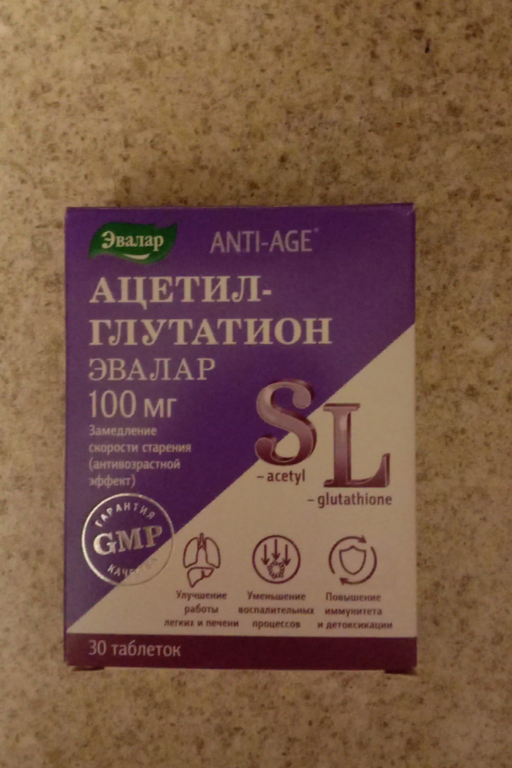 Эвалар
ANTI-AGE®
АЦЕТИЛ-
ГЛУТАТИОН
ЭВАЛАР
100 мг
Замедление
скорости старения
(антивозрастной
эффект)
S
-acetyl
L
-glutathione
ГАРАНТИЯ
GMP
КАЧЕСТВА
Улучшение
работы
легких и печени
Уменьшение
воспалительных
процессов
Повышение
иммунитета
и детоксикации
30 таблеток